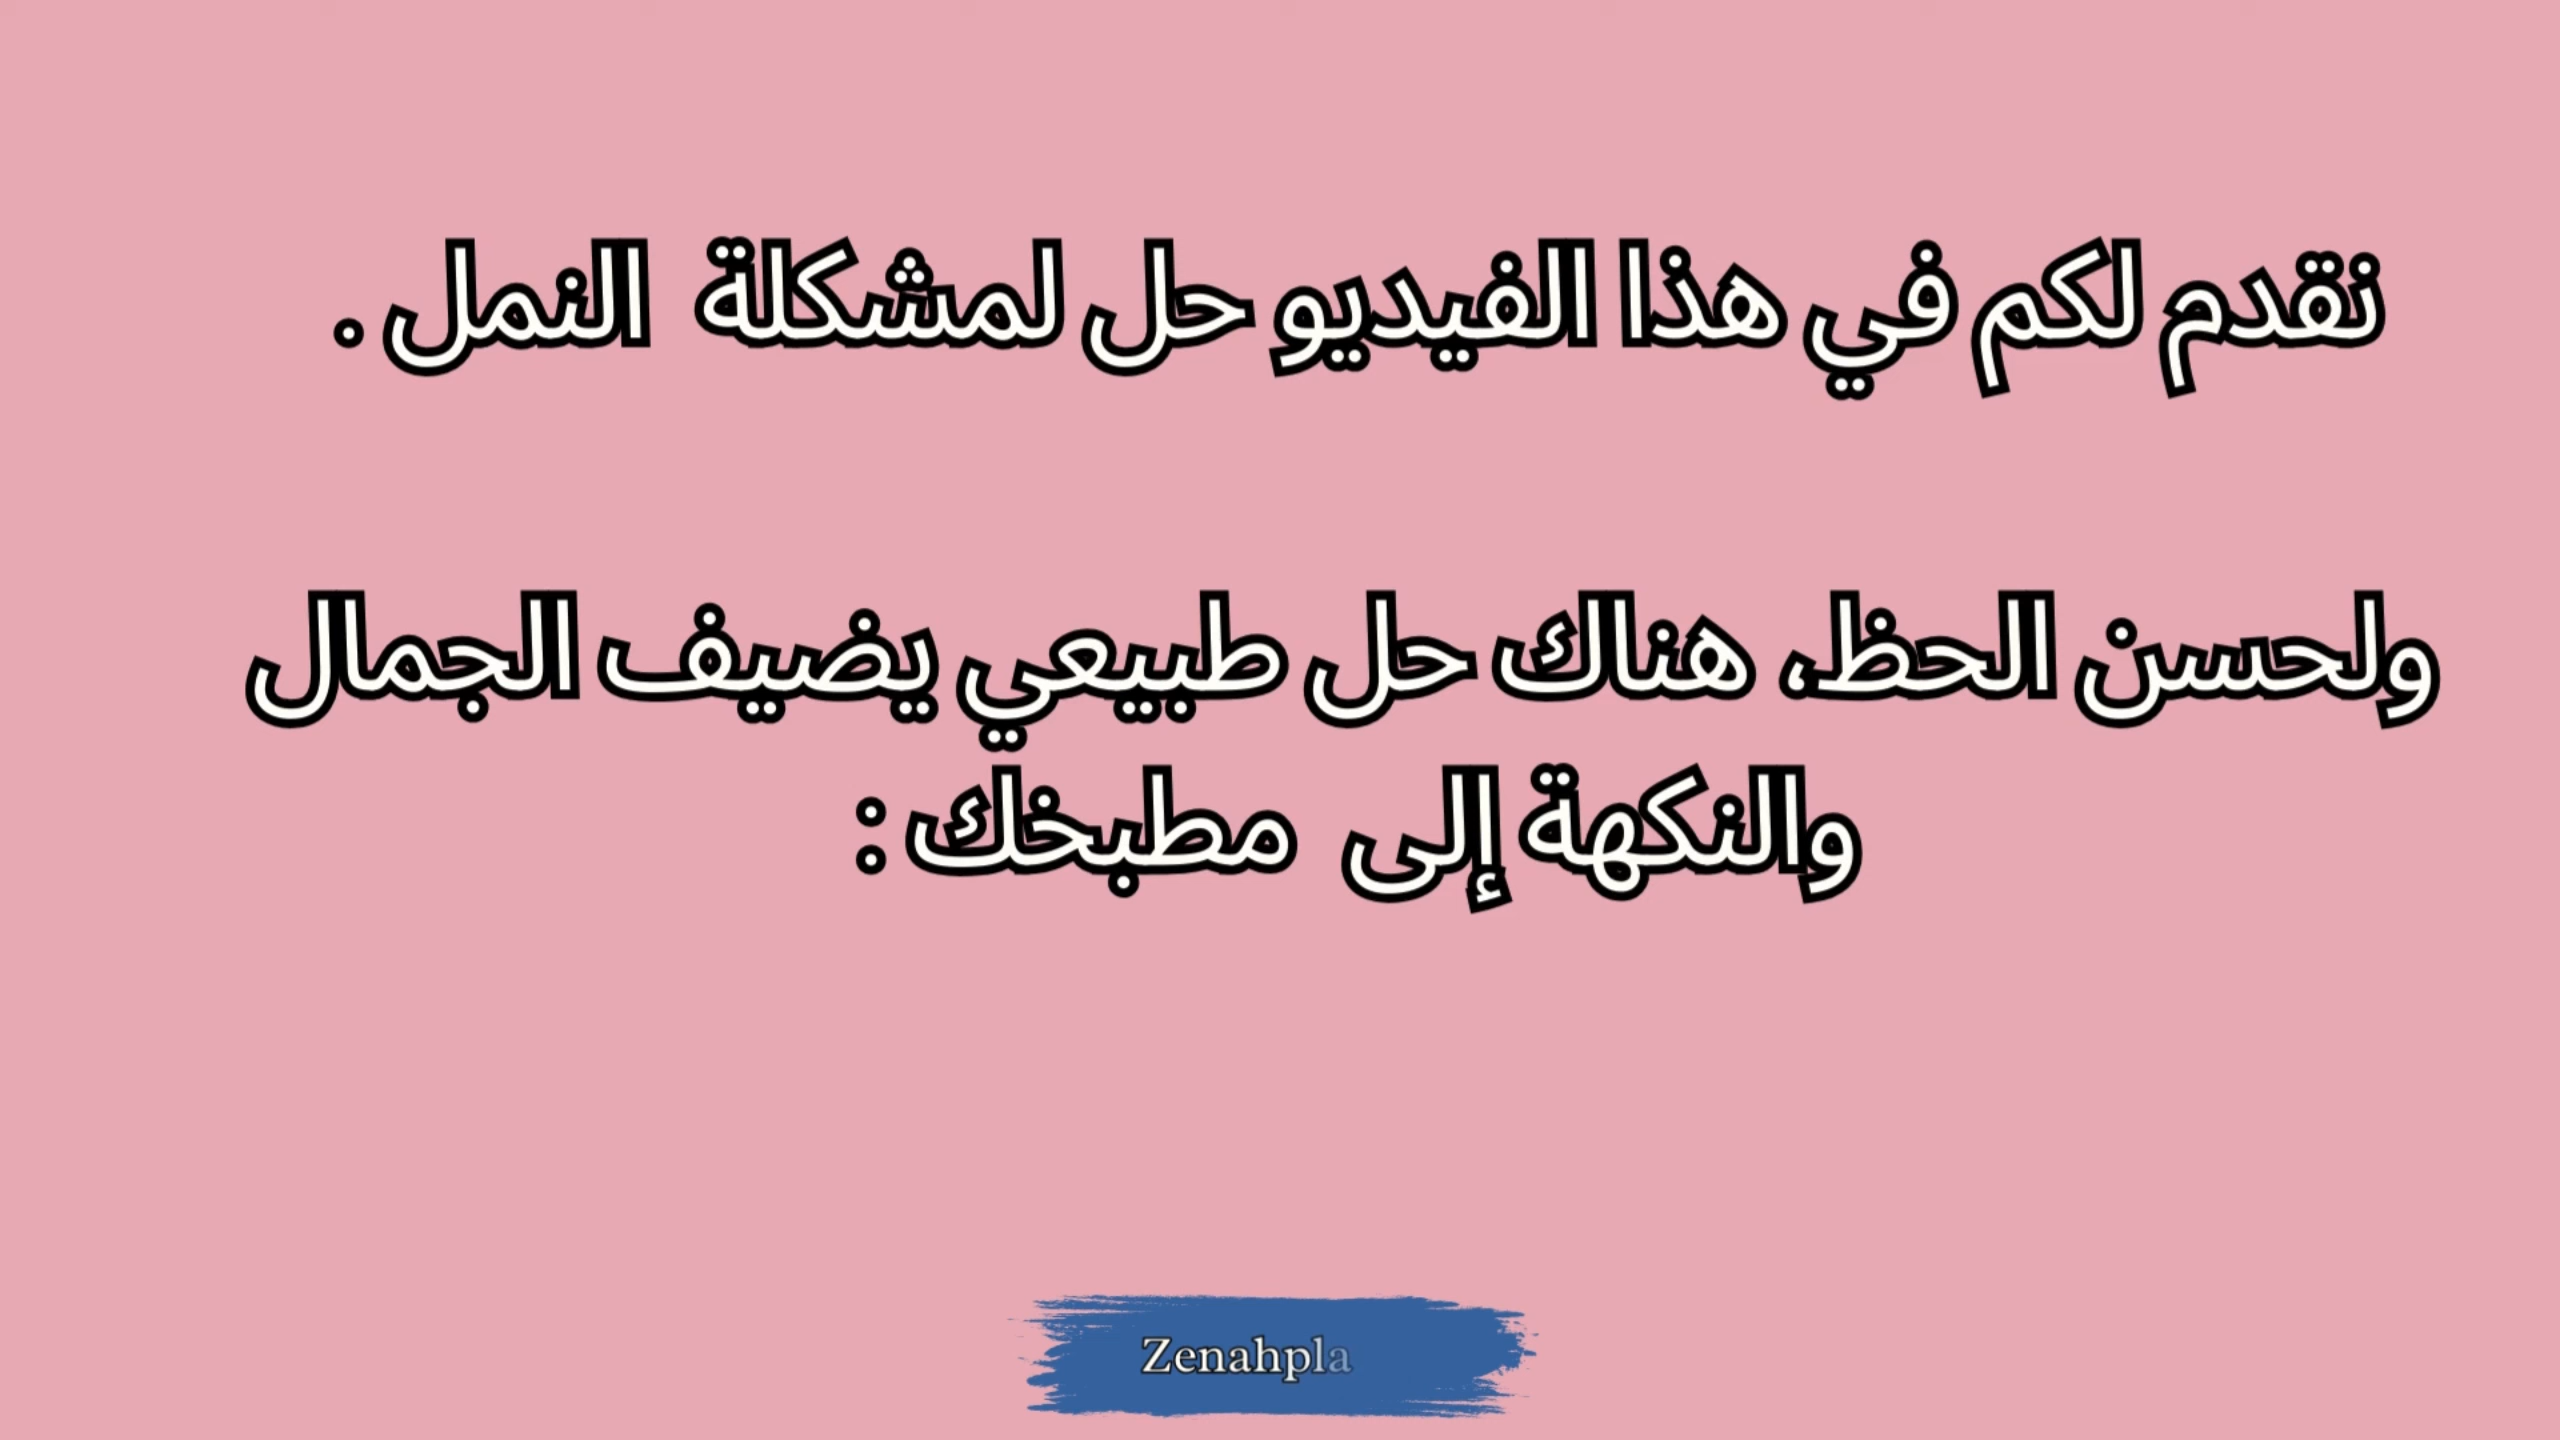 نقدم لكم في هذا الفيديو حل لمشكلة النمل .
ولحسن الحظ، هناك حل طبيعي يضيف الجمال
والنكهة إلى مطبخك :
Zenahpla